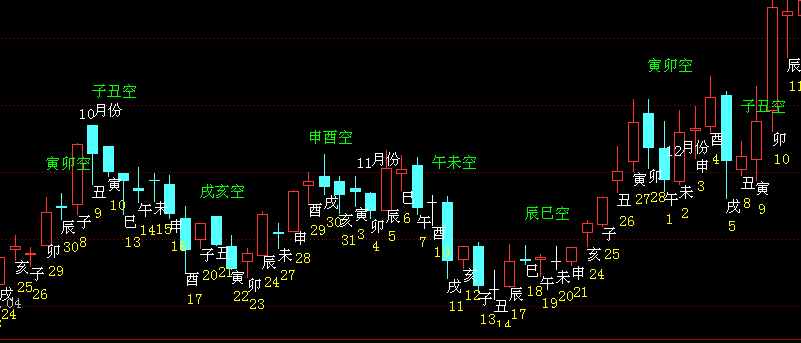 寅卯空
子丑空
10月份
戌亥空
申酉空
11月份
午未空
辰巳空
寅卯空
12月份
子丑空
戌
04
24
亥
25
子
26
卯
29
辰
30
子
8
丑
9
寅
10
巳
13
午
14
未
15
申
16
酉
17
子
20
丑
21
寅
22
卯
23
辰
24
未
27
申
28
酉
29
戌
30
亥
31
寅
3
卯
4
辰
5
巳
6
午
7
酉
10
戌
11
亥
12
子
13
丑
14
辰
17
巳
18
午
19
未
20
申
21
亥
24
子
25
丑
26
寅
27
卯
28
午
1
未
2
申
3
酉
4
戌
5
丑
8
寅
9
卯
10
辰
11